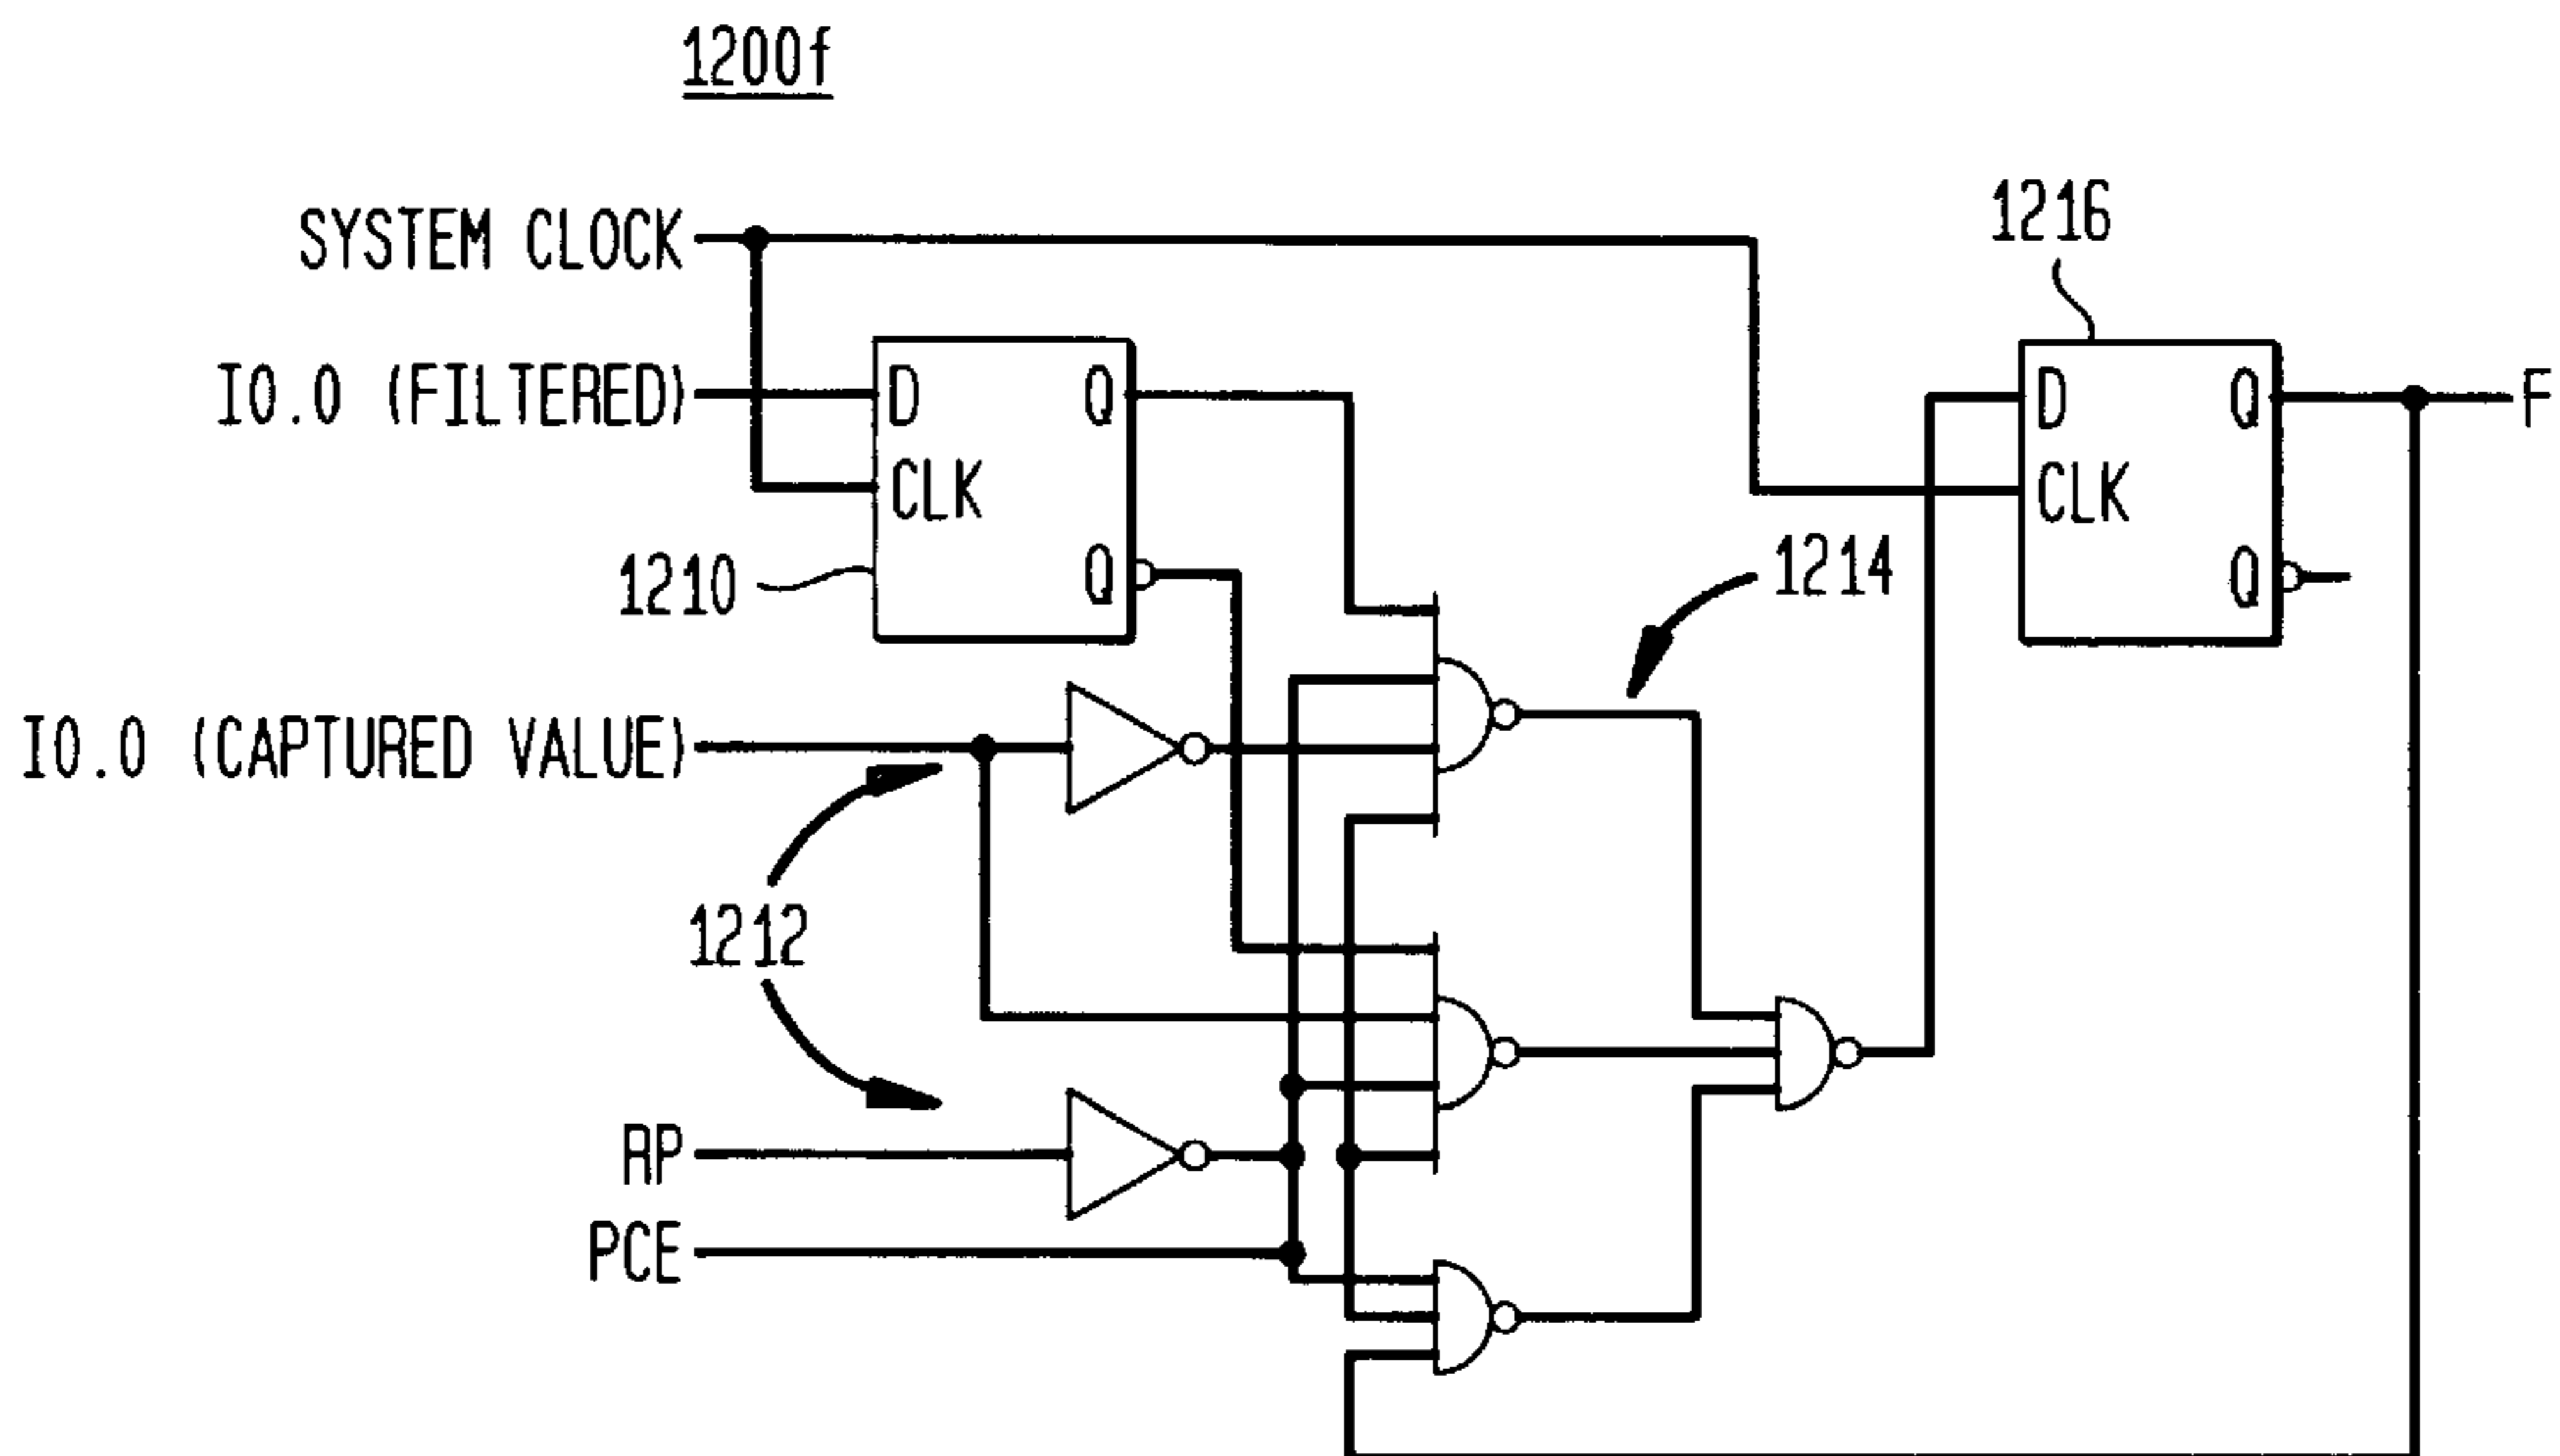 1200f
SYSTEM CLOCK
1216
I0.0 (FILTERED)
D
Q
D
Q
F
CLK
CLK
1210
Q
1214
Q
I0.0 (CAPTURED VALUE)
1212
RP
PCE